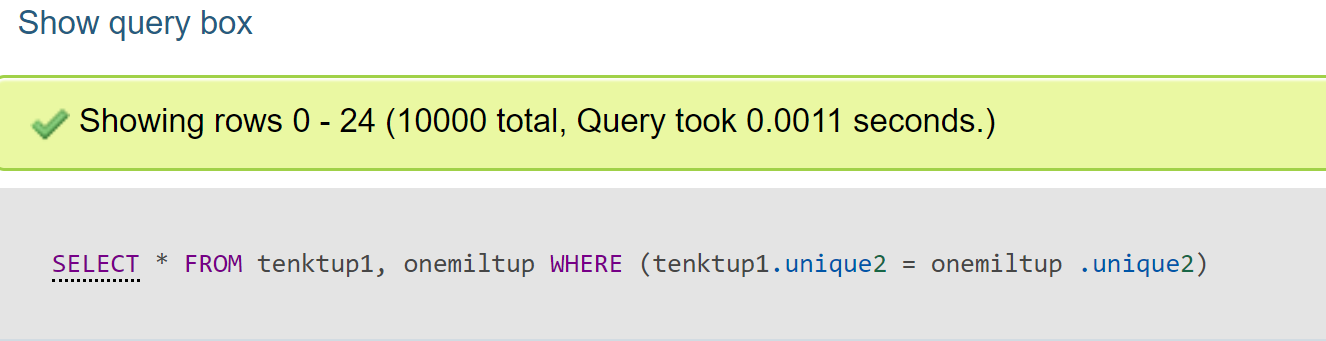 Show query box
Showing rows 0 - 24 (10000 total, Query took 0.0011 seconds.)
SELECT * FROM tenktup1, onemiltup WHERE (tenktup1.unique2 = onemiltup .unique2)